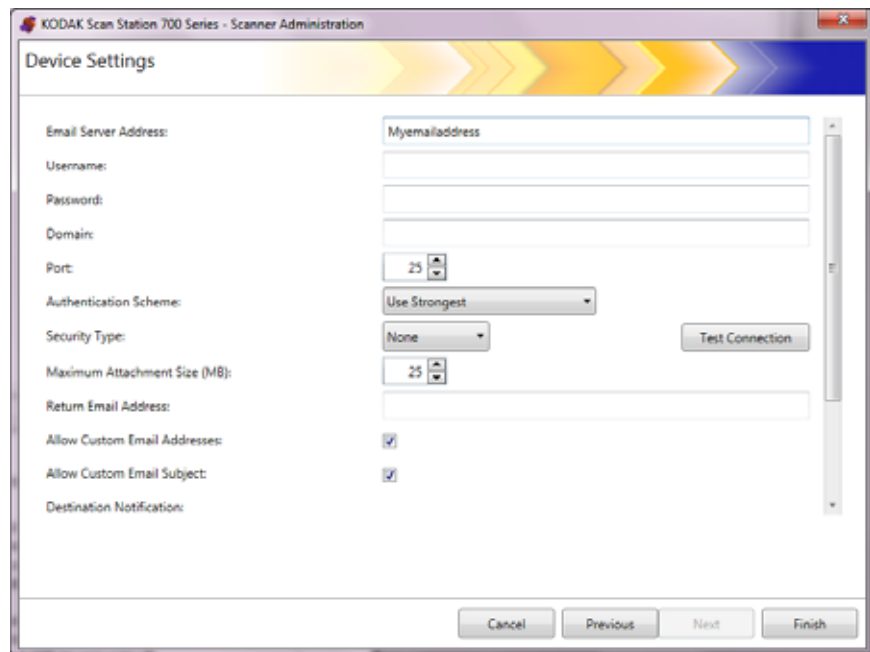 KODAK Scan Station 700 Series - Scanner Administration
Device Settings
Email Server Address: Myemailaddress
Username:
Password:
Domain:
Port: 25
Authentication Scheme: Use Strongest
Security Type: None Test Connection
Maximum Attachment Size (MB): 25
Return Email Address:
Allow Custom Email Addresses:
Allow Custom Email Subject:
Destination Notification:
Cancel Previous Next Finish